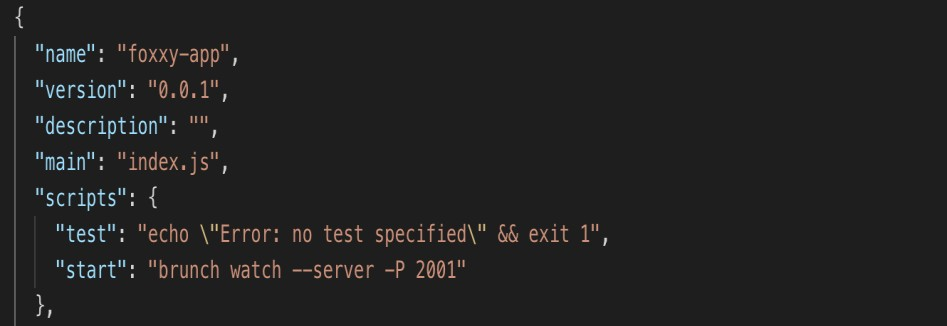 {
"name": "foxxy-app",
"version": "0.0.1",
"description": "",
"main": "index.js",
"scripts": {
"test": "echo \"Error: no test specified\" && exit 1",
"start": "brunch watch --server -P 2001"
},